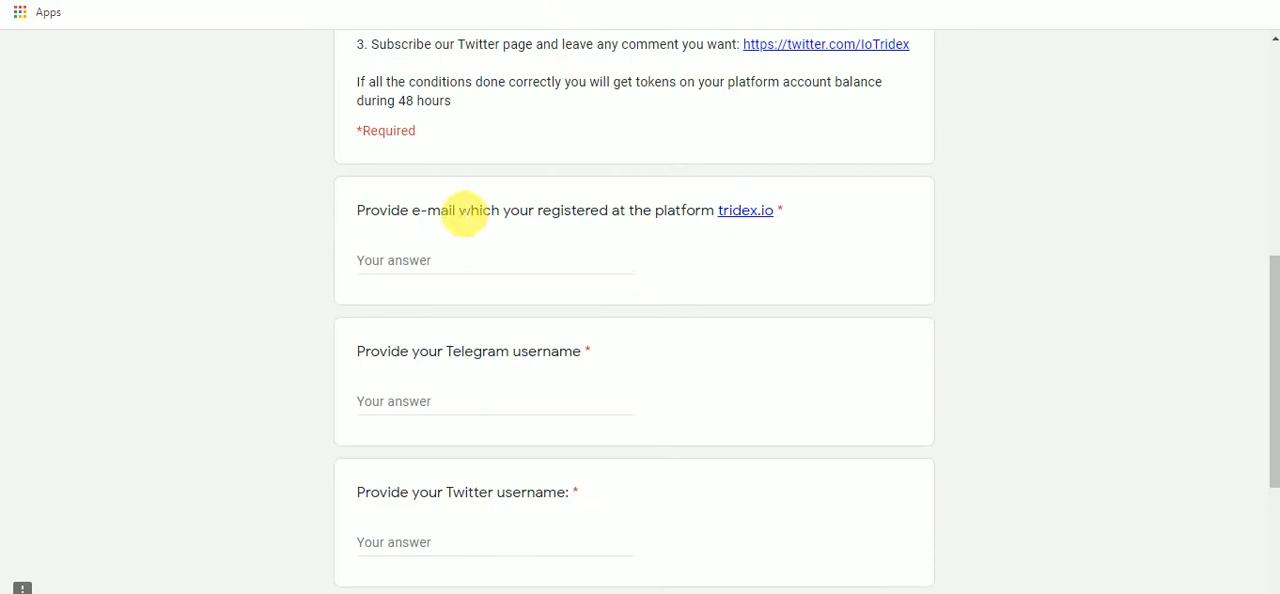 Apps
3. Subscribe our Twitter page and leave any comment you want: https://twitter.com/IoTridex
If all the conditions done correctly you will get tokens on your platform account balance
during 48 hours
*Required
Provide e-mail which your registered at the platform tridex.io *
Your answer
Provide your Telegram username *
Your answer
Provide your Twitter username: *
Your answer
!